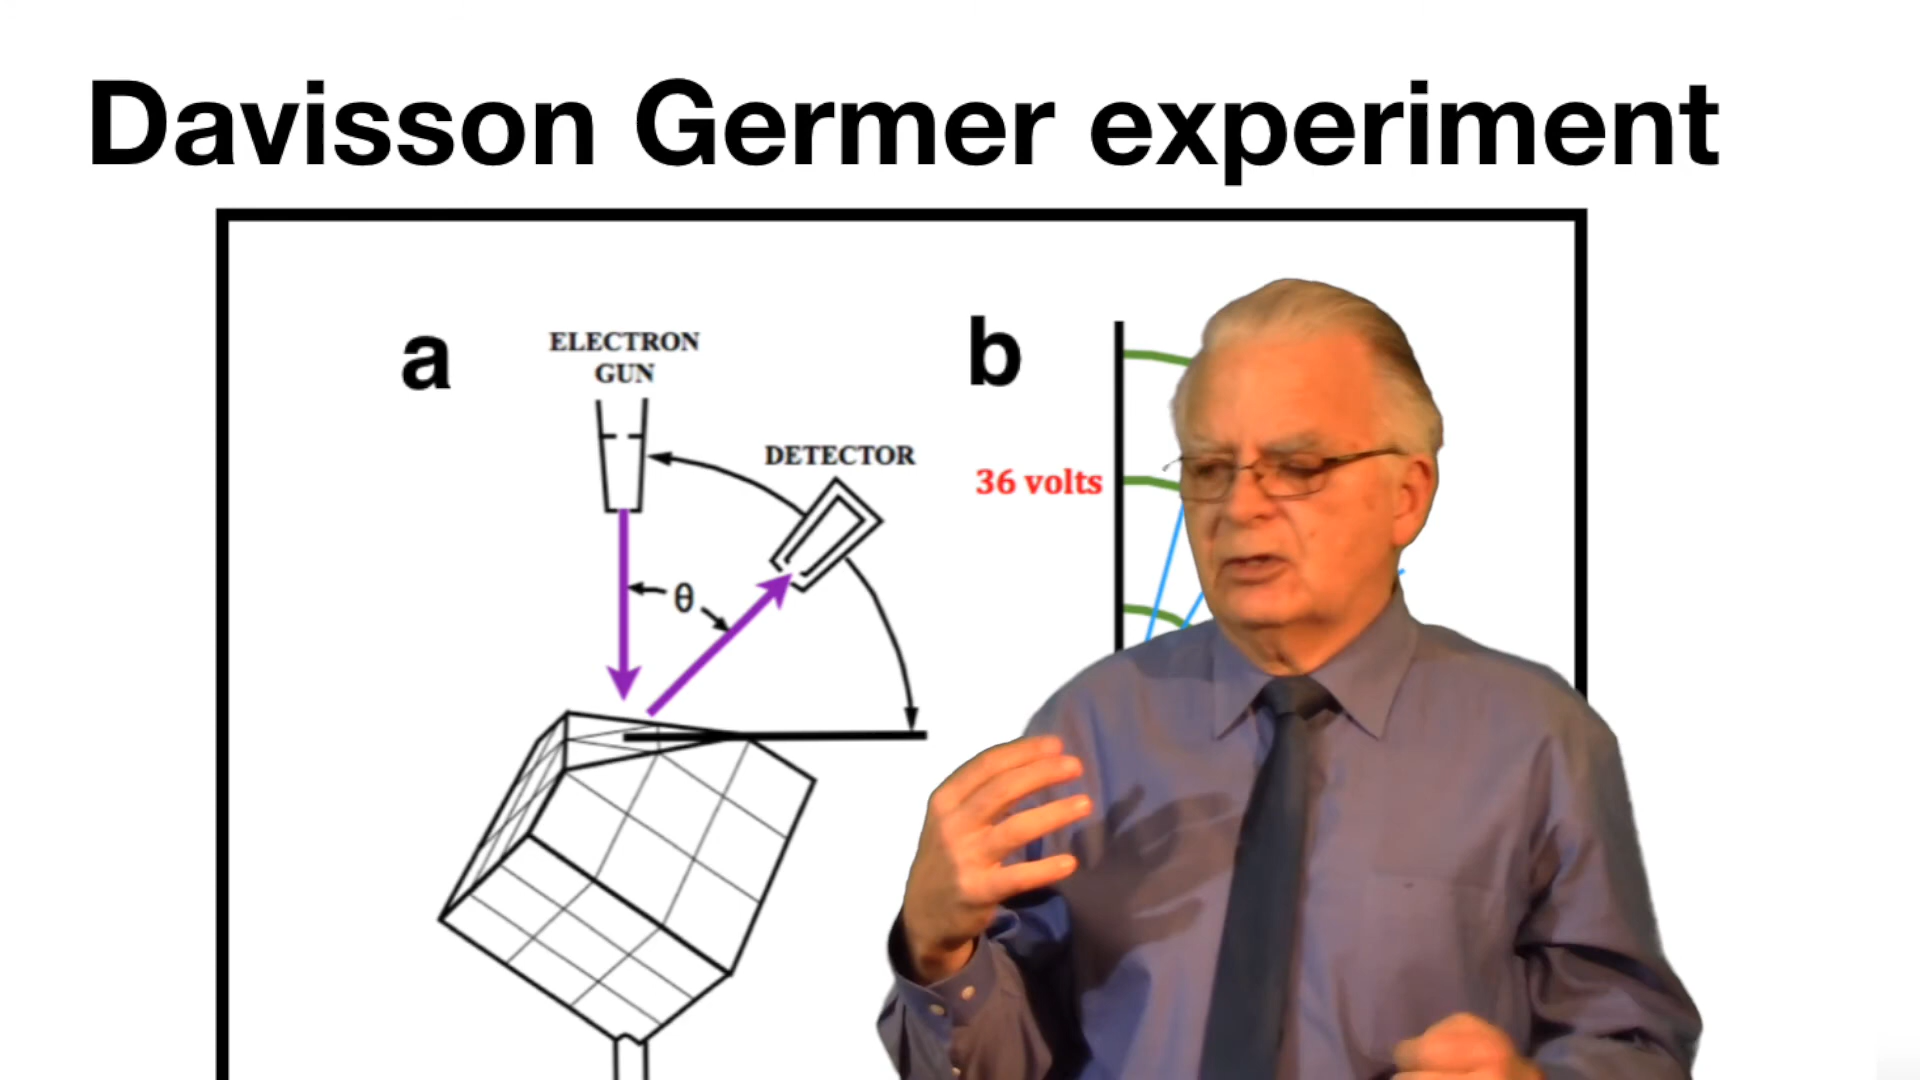 Davisson Germer experiment
a
ELECTRON
GUN
DETECTOR
θ
b
36 volts